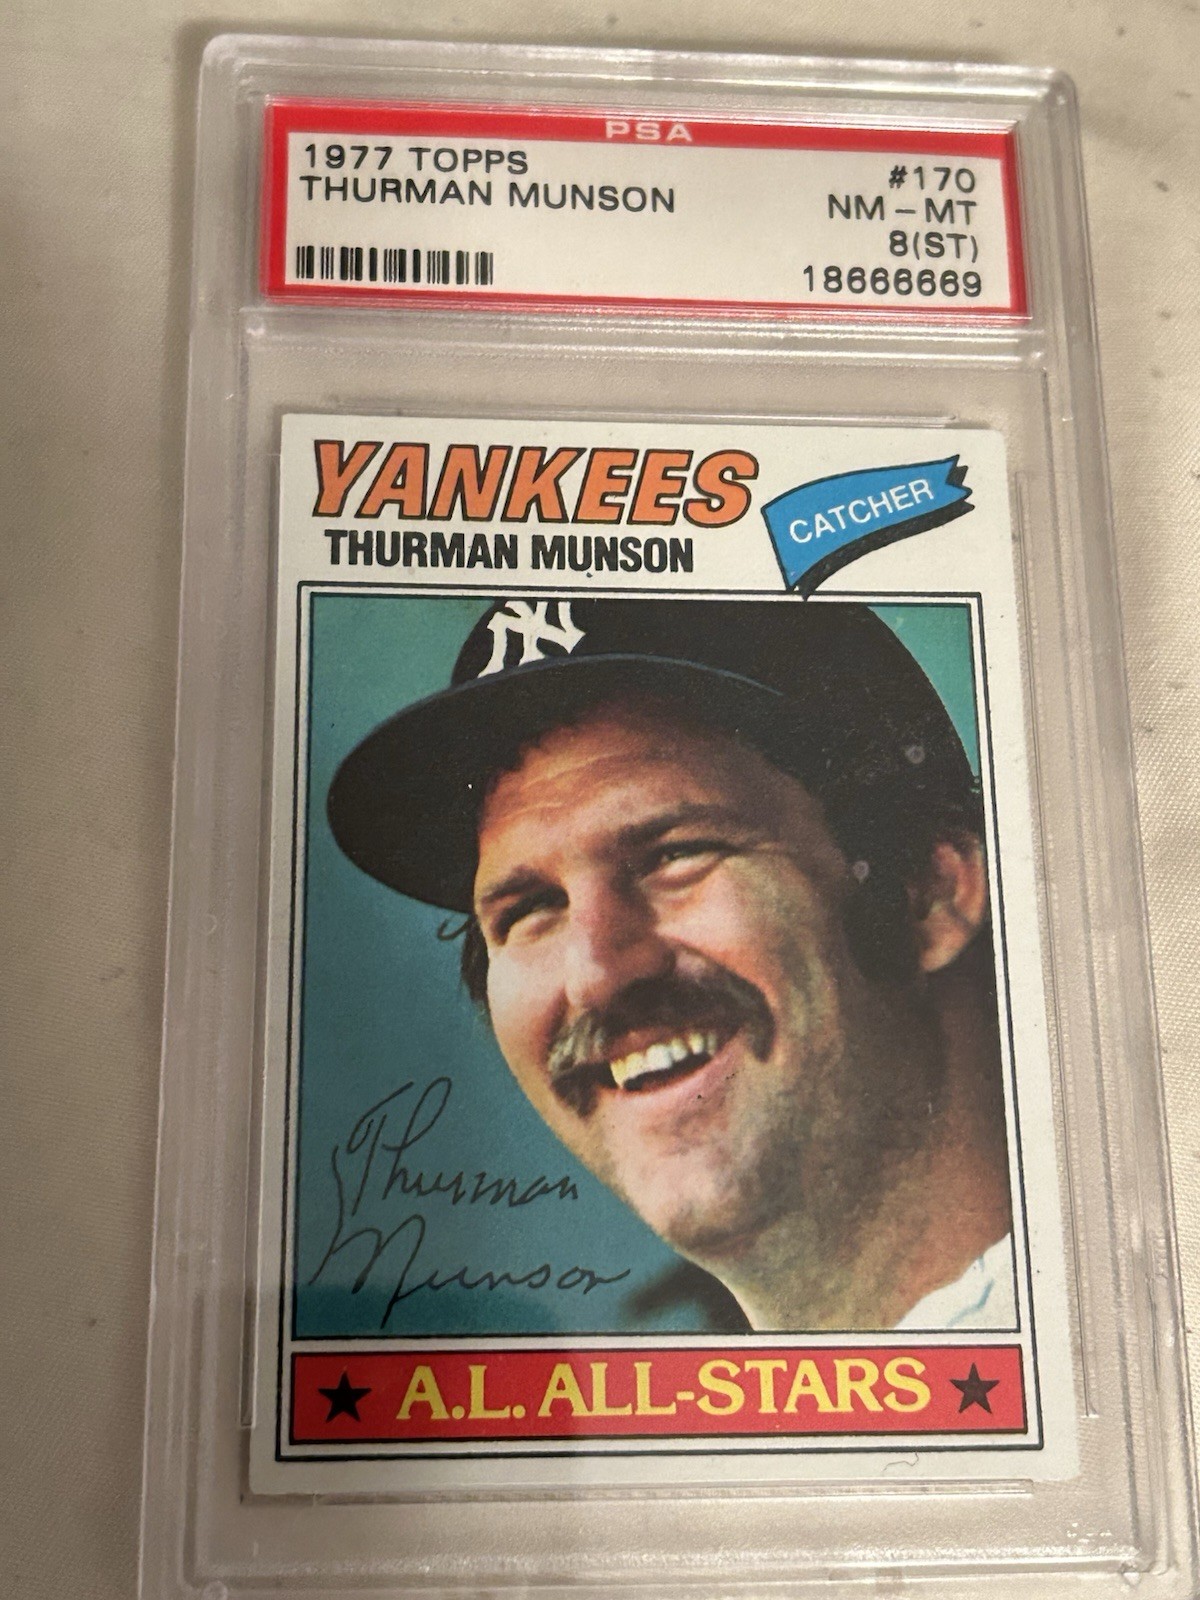 PSA
1977 TOPPS
THURMAN MUNSON
#170
NM - MT
8(ST)
18666669
YANKEES
THURMAN MUNSON
CATCHER
NY
Thurman
Munson
A.L. ALL-STARS